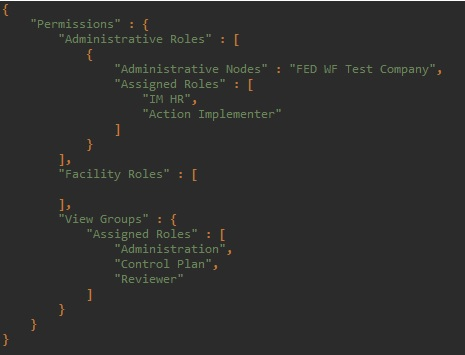 {
    "Permissions" : {
        "Administrative Roles" : [
            {
                "Administrative Nodes" : "FED WF Test Company",
                "Assigned Roles" : [
                    "IM HR",
                    "Action Implementer"
                ]
            }
        ],
        "Facility Roles" : [

        ],
        "View Groups" : {
            "Assigned Roles" : [
                "Administration",
                "Control Plan",
                "Reviewer"
            ]
        }
    }
}